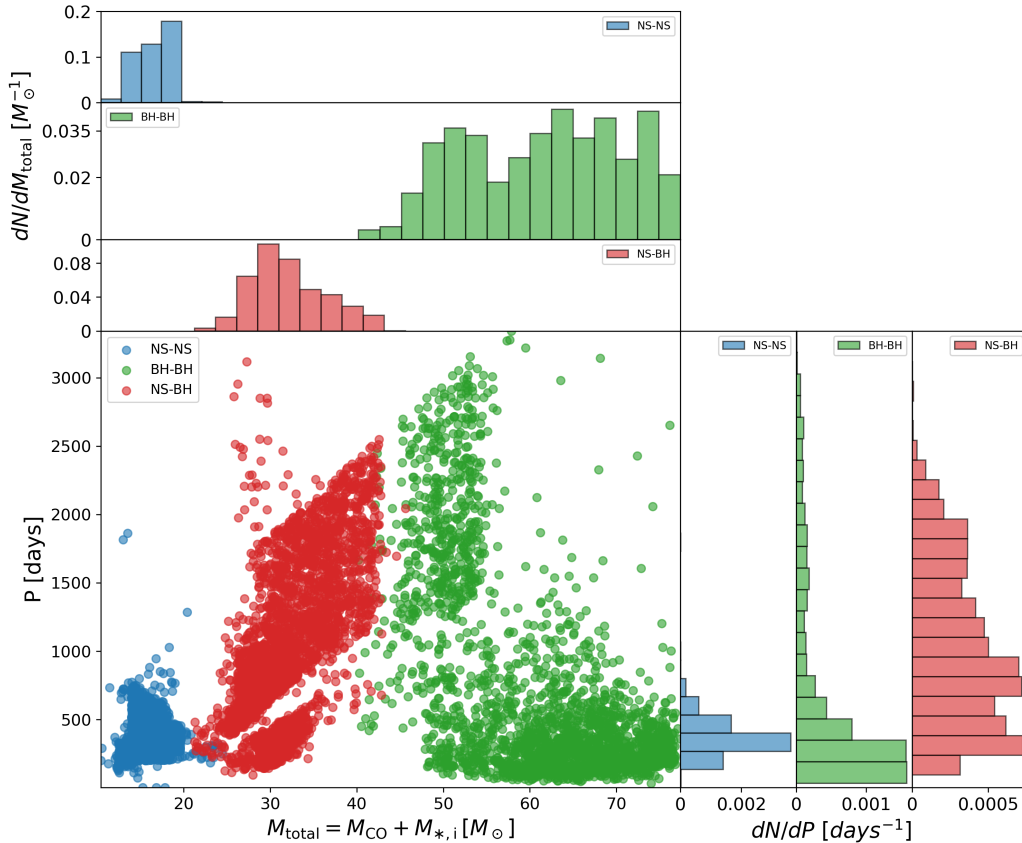 0.2
NS-NS
0.1
0
dN/dM_total [M_⊙^−1]
BH-BH
0.035
0.02
0
NS-BH
0.08
0.04
0
NS-NS
BH-BH
NS-BH
NS-NS
BH-BH
NS-BH
3000
2500
2000
1500
1000
500
P [days]
20 30 40 50 60 70
0 0.002 0 0.001 0 0.0005
M_total = M_CO + M_∗,i [M_⊙]
dN/dP [days^−1]